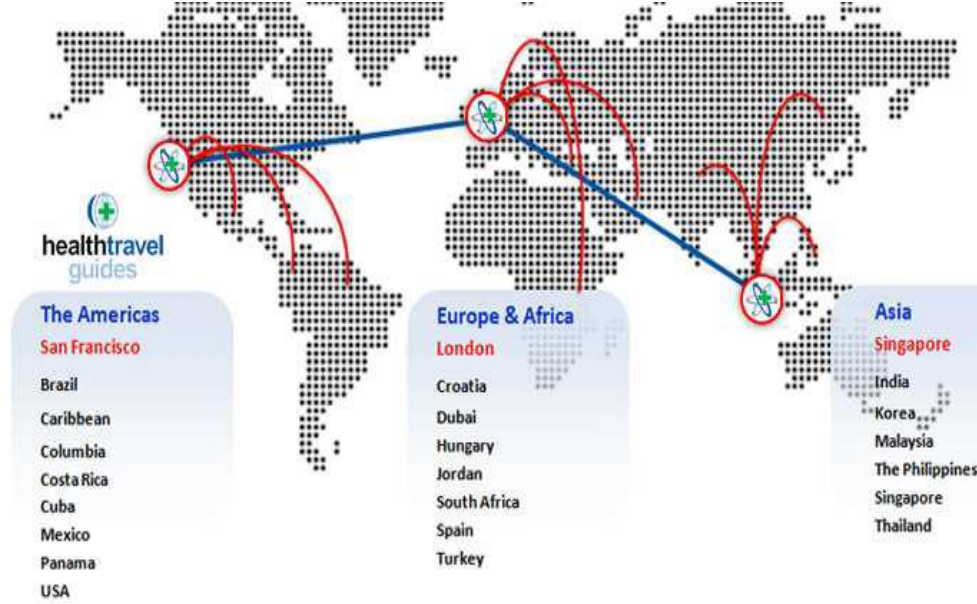 healthtravel
guides
The Americas
San Francisco
Brazil
Caribbean
Columbia
Costa Rica
Cuba
Mexico
Panama
USA
Europe & Africa
London
Croatia
Dubai
Hungary
Jordan
South Africa
Spain
Turkey
Asia
Singapore
India
Korea
Malaysia
The Philippines
Singapore
Thailand